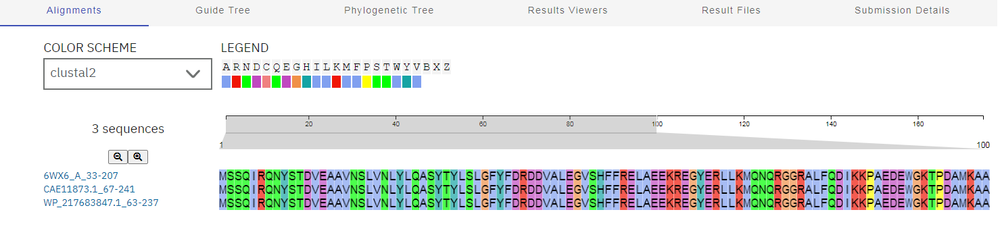 Alignments Guide Tree Phylogenetic Tree Results Viewers Result Files Submission Details
COLOR SCHEME LEGEND
clustal2
A R N D C Q E G H I L K M F P S T W Y V B X Z
3 sequences
20 40 60 80 100 120 140 160
1 100
6WX6_A_33-207 MSSQIRQNYSTDVEAAVNSLVNLYLQASYTYLSLGFYFDRDDVALEGVSHFFRELAEEKREGYERLLKMQNQRGGRALFQDIKKPAEDEWGKTPDAMKAA
CAE11873.1_67-241 MSSQIRQNYSTDVEAAVNSLVNLYLQASYTYLSLGFYFDRDDVALEGVSHFFRELAEEKREGYERLLKMQNQRGGRALFQDIKKPAEDEWGKTPDAMKAA
WP_217683847.1_63-237 MSSQIRQNYSTDVEAAVNSLVNLYLQASYTYLSLGFYFDRDDVALEGVSHFFRELAEEKREGYERLLKMQNQRGGRALFQDIKKPAEDEWGKTPDAMKAA